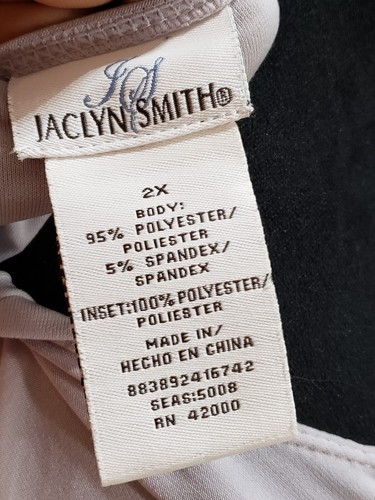 JS
JACLYN SMITH®
2X
BODY:
95% POLYESTER/
POLIESTER
5% SPANDEX/
SPANDEX
INSET:100% POLYESTER/
POLIESTER
MADE IN/
HECHO EN CHINA
883892416742
SEAS:5008
RN 42000